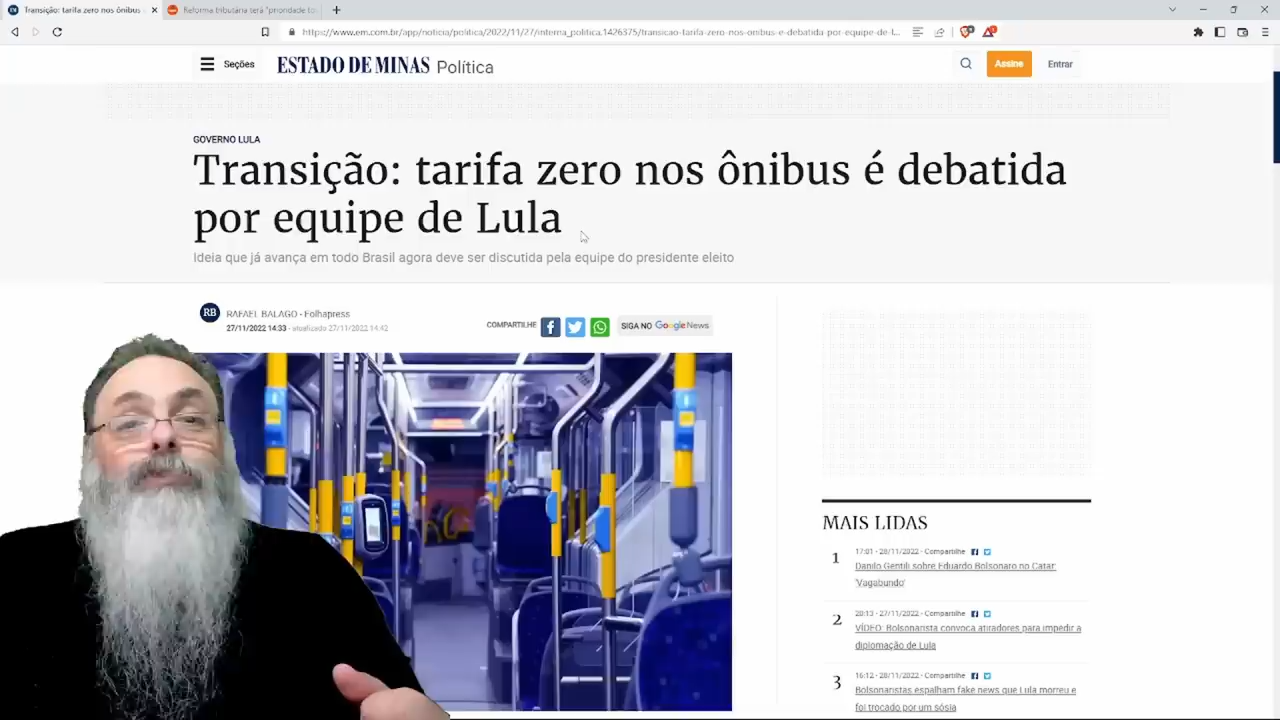 Transição: tarifa zero nos ônibus
Reforma tributária terá "prioridade to
https://www.em.com.br/app/noticia/politica/2022/11/27/interna_politica,1426375/transicao-tarifa-zero-nos-onibus-e-debatida-por-equipe-de-l...
Seções
ESTADO DE MINAS Política
Assine
Entrar
GOVERNO LULA
Transição: tarifa zero nos ônibus é debatida
por equipe de Lula
Ideia que já avança em todo Brasil agora deve ser discutida pela equipe do presidente eleito
RB
RAFAEL BALAGO - Folhapress
27/11/2022 14:33 - atualizado 27/11/2022 14:42
COMPARTILHE
SIGA NO Google News
MAIS LIDAS
1
17:01 - 28/11/2022 - Compartilhe
Danilo Gentili sobre Eduardo Bolsonaro no Catar:
'Vagabundo'
2
20:13 - 27/11/2022 - Compartilhe
VÍDEO: Bolsonarista convoca atiradores para impedir a
diplomação de Lula
3
16:12 - 28/11/2022 - Compartilhe
Bolsonaristas espalham fake news que Lula morreu e
foi trocado por um sósia